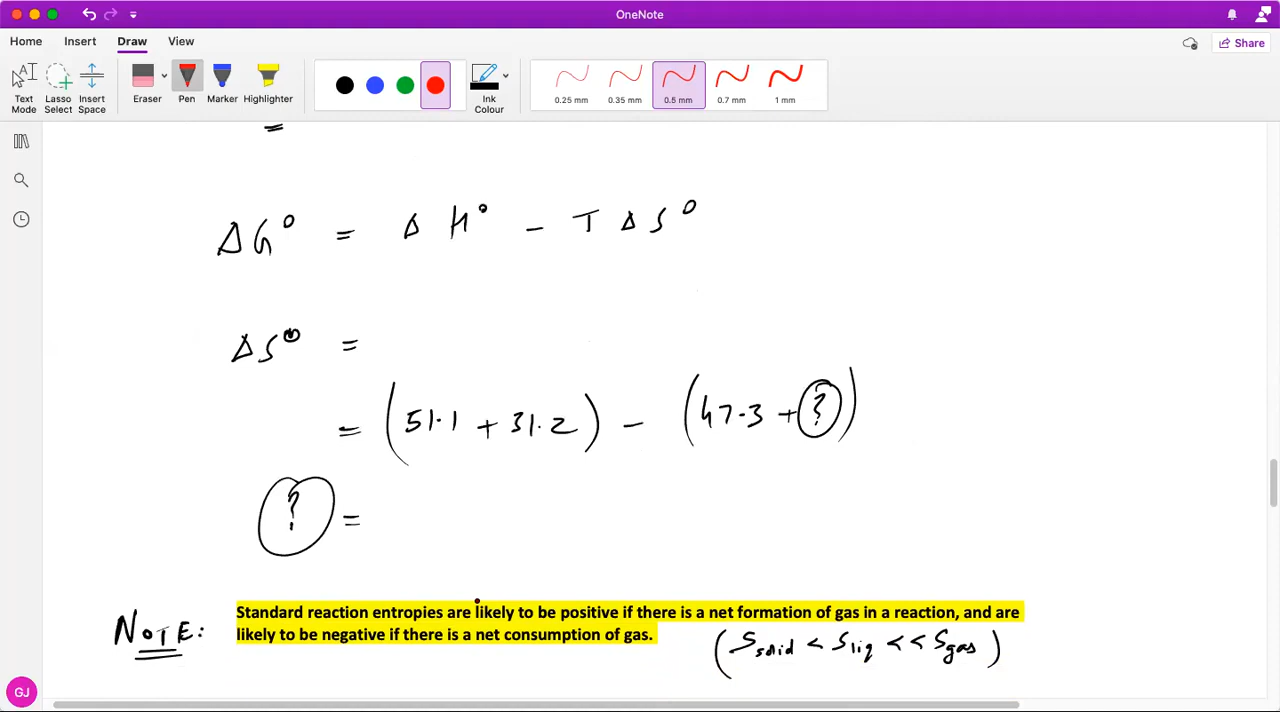 OneNote
Home Insert Draw View
Share
Text Mode
Lasso Select
Insert Space
Eraser
Pen
Marker
Highlighter
Ink Colour
0.25 mm
0.35 mm
0.5 mm
0.7 mm
1 mm
ΔG° = ΔH° - TΔS°
ΔS° =
= (51.1 + 31.2) - (47.3 + ?)
? =
NOTE:
Standard reaction entropies are likely to be positive if there is a net formation of gas in a reaction, and are
likely to be negative if there is a net consumption of gas.
(S solid < S liq << S gas)
GJ